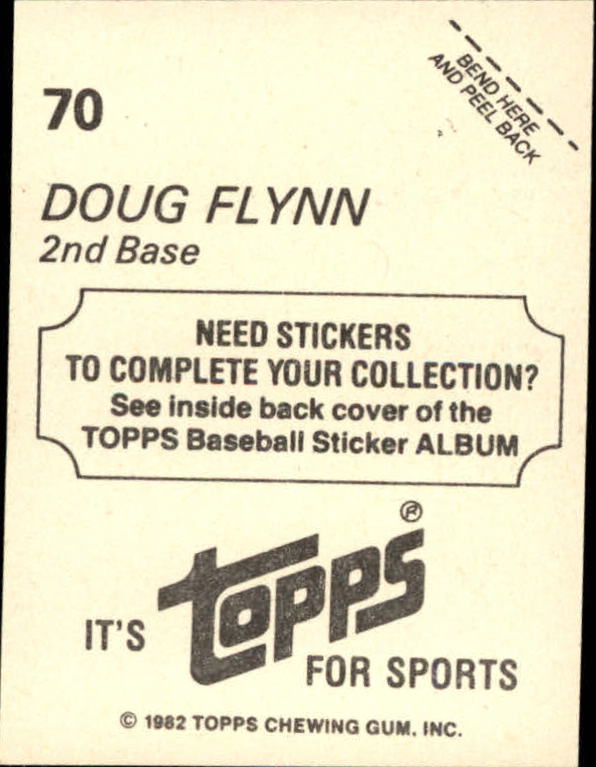 70
BEND HERE
AND PEEL BACK
DOUG FLYNN
2nd Base
NEED STICKERS
TO COMPLETE YOUR COLLECTION?
See inside back cover of the
TOPPS Baseball Sticker ALBUM
IT'S topps®
FOR SPORTS
© 1982 TOPPS CHEWING GUM, INC.